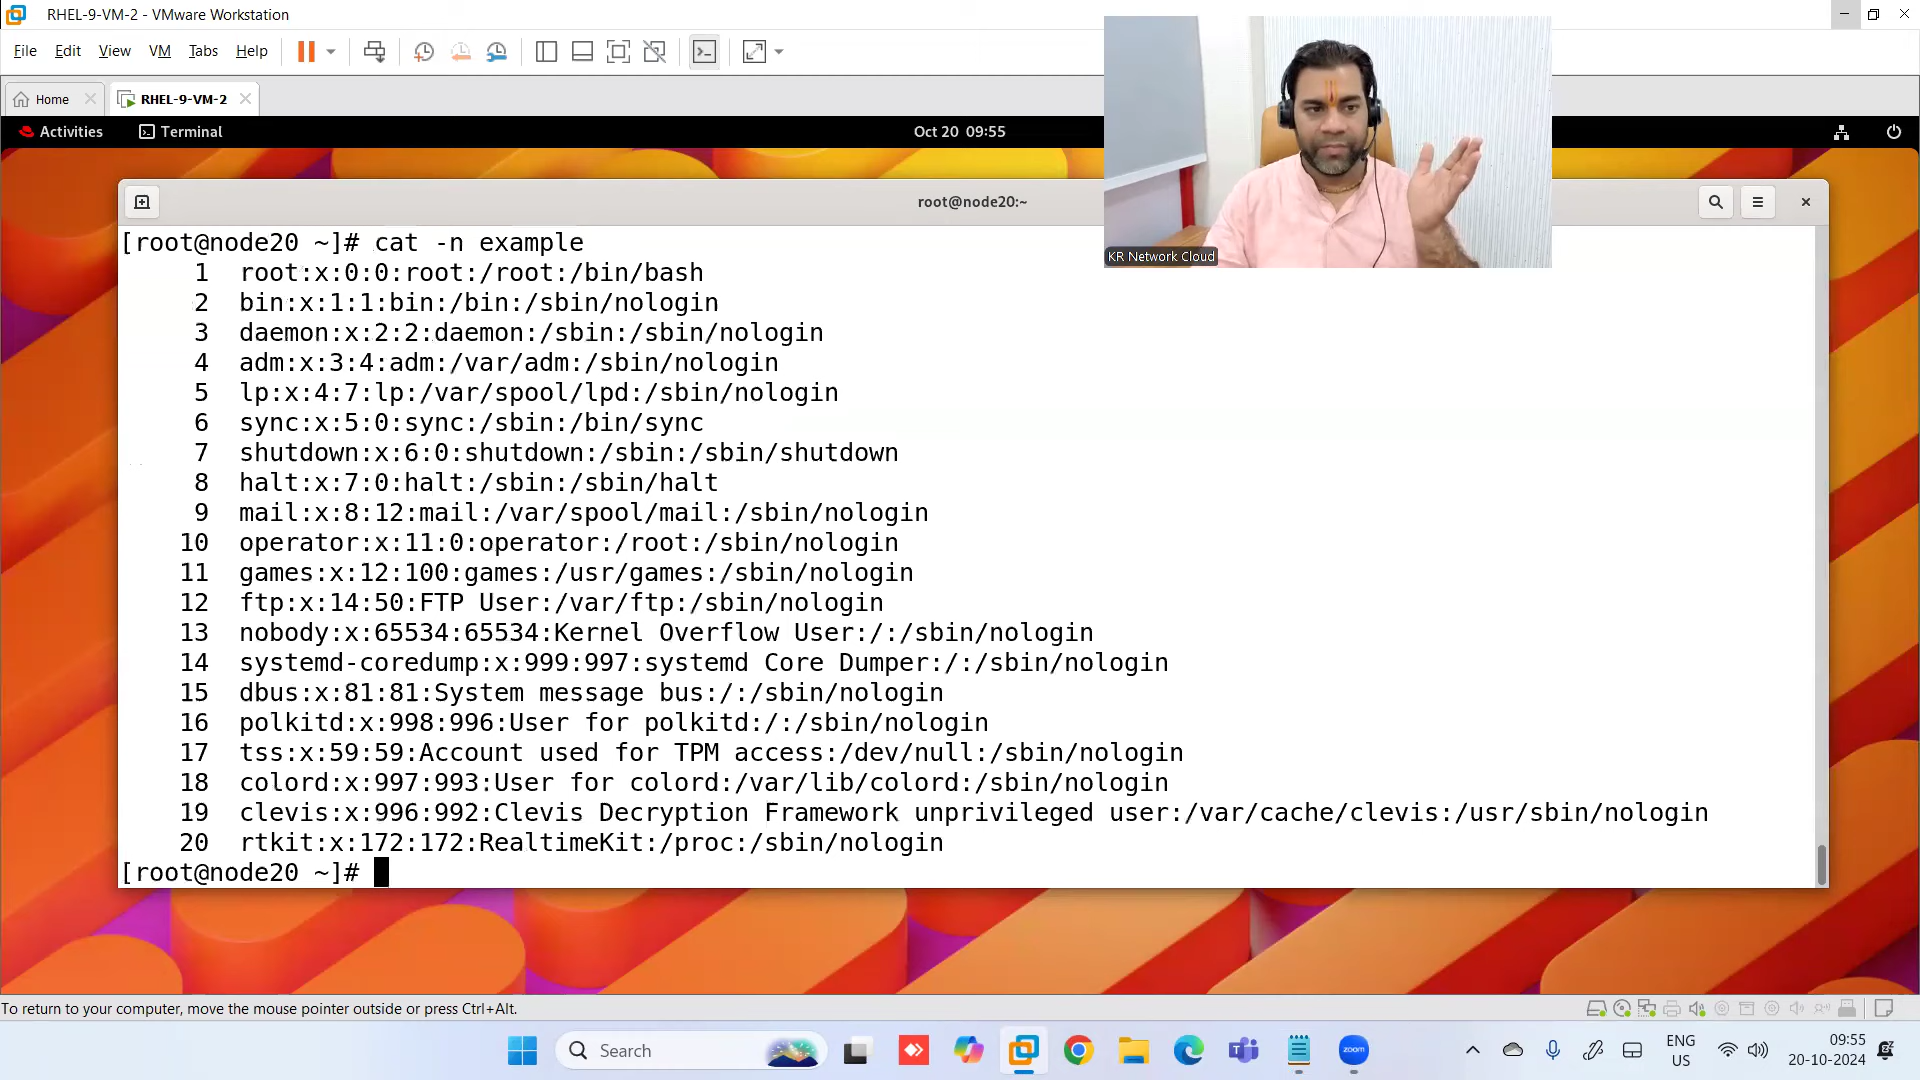 RHEL-9-VM-2 - VMware Workstation
File Edit View VM Tabs Help
Home
RHEL-9-VM-2
Activities Terminal Oct 20 09:55
root@node20:~
KR Network Cloud
[root@node20 ~]# cat -n example
1 root:x:0:0:root:/root:/bin/bash
2 bin:x:1:1:bin:/bin:/sbin/nologin
3 daemon:x:2:2:daemon:/sbin:/sbin/nologin
4 adm:x:3:4:adm:/var/adm:/sbin/nologin
5 lp:x:4:7:lp:/var/spool/lpd:/sbin/nologin
6 sync:x:5:0:sync:/sbin:/bin/sync
7 shutdown:x:6:0:shutdown:/sbin:/sbin/shutdown
8 halt:x:7:0:halt:/sbin:/sbin/halt
9 mail:x:8:12:mail:/var/spool/mail:/sbin/nologin
10 operator:x:11:0:operator:/root:/sbin/nologin
11 games:x:12:100:games:/usr/games:/sbin/nologin
12 ftp:x:14:50:FTP User:/var/ftp:/sbin/nologin
13 nobody:x:65534:65534:Kernel Overflow User:/:/sbin/nologin
14 systemd-coredump:x:999:997:systemd Core Dumper:/:/sbin/nologin
15 dbus:x:81:81:System message bus:/:/sbin/nologin
16 polkitd:x:998:996:User for polkitd:/:/sbin/nologin
17 tss:x:59:59:Account used for TPM access:/dev/null:/sbin/nologin
18 colord:x:997:993:User for colord:/var/lib/colord:/sbin/nologin
19 clevis:x:996:992:Clevis Decryption Framework unprivileged user:/var/cache/clevis:/usr/sbin/nologin
20 rtkit:x:172:172:RealtimeKit:/proc:/sbin/nologin
[root@node20 ~]#
To return to your computer, move the mouse pointer outside or press Ctrl+Alt.
Search
zoom
ENG
US
09:55
20-10-2024